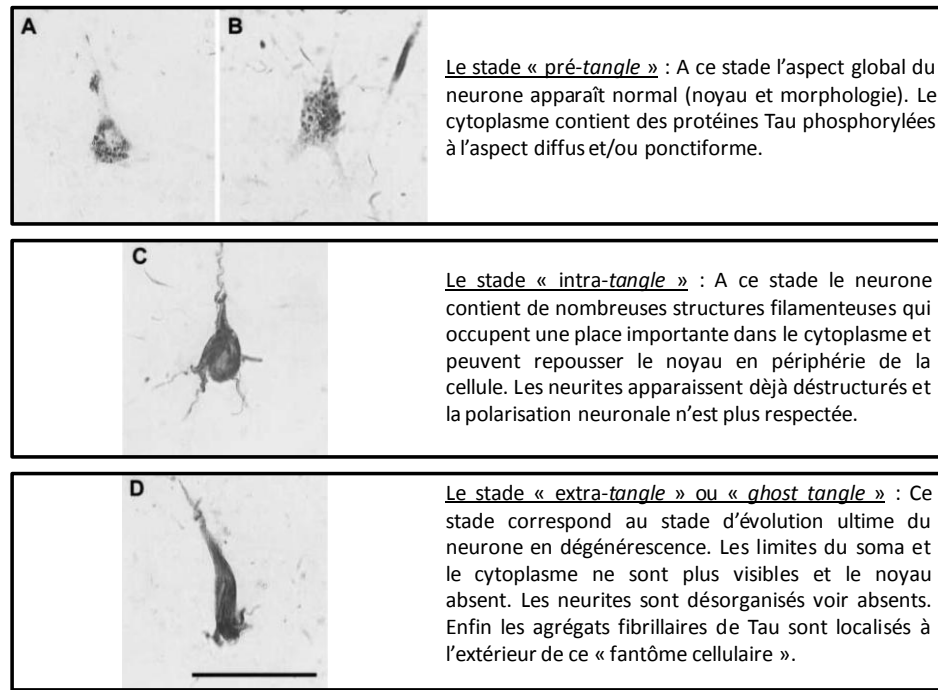 A
B
Le stade « pré-tangle » : A ce stade l’aspect global du
neurone apparaît normal (noyau et morphologie). Le
cytoplasme contient des protéines Tau phosphorylées
à l’aspect diffus et/ou ponctiforme.
C
Le stade « intra-tangle » : A ce stade le neurone
contient de nombreuses structures filamenteuses qui
occupent une place importante dans le cytoplasme et
peuvent repousser le noyau en périphérie de la
cellule. Les neurites apparaissent dèjà déstructurés et
la polarisation neuronale n’est plus respectée.
D
Le stade « extra-tangle » ou « ghost tangle » : Ce
stade correspond au stade d’évolution ultime du
neurone en dégénérescence. Les limites du soma et
le cytoplasme ne sont plus visibles et le noyau
absent. Les neurites sont désorganisés voir absents.
Enfin les agrégats fibrillaires de Tau sont localisés à
l’extérieur de ce « fantôme cellulaire ».